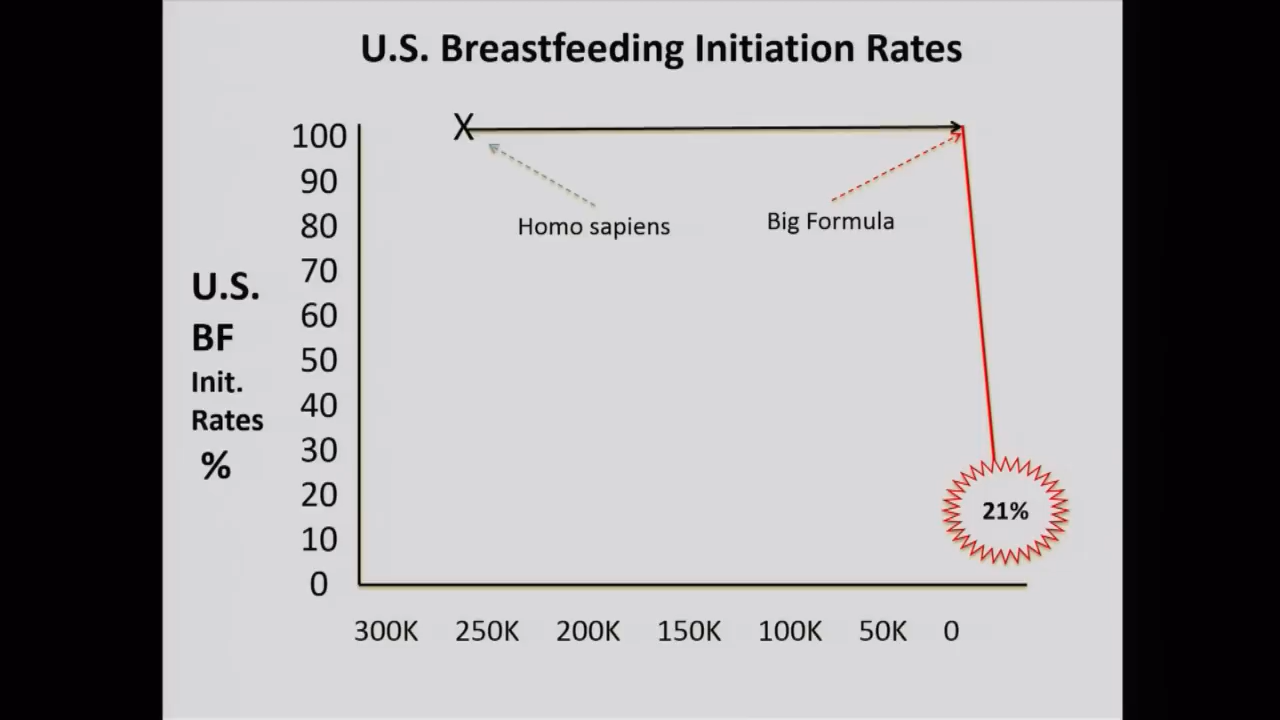 U.S. Breastfeeding Initiation Rates
X
100
90
80
70
60
50
40
30
20
10
0
Homo sapiens
Big Formula
U.S.
BF
Init.
Rates
%
21%
300K 250K 200K 150K 100K 50K 0